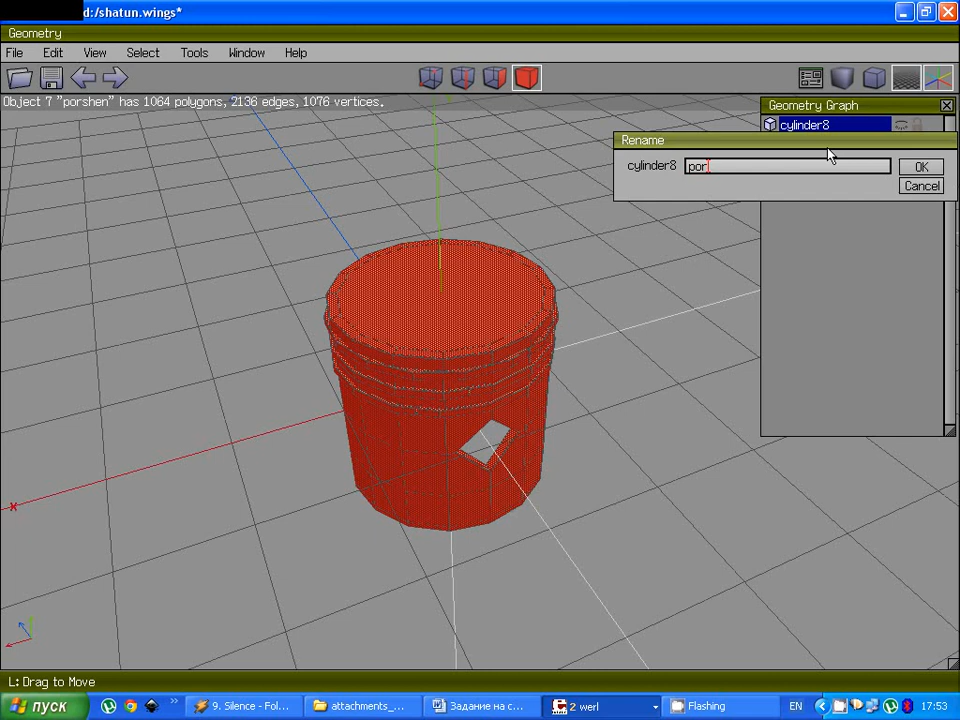 d:/shatun.wings*
Geometry
File Edit View Select Tools Window Help
Object 7 "porshen" has 1064 polygons, 2136 edges, 1076 vertices.
Geometry Graph
cylinder8
Rename
cylinder8 por OK
Cancel
x
L:Drag to Move
пуск 9. Silence - Fol... attachments_... Задание на с... 2 werl Flashing EN 17:53